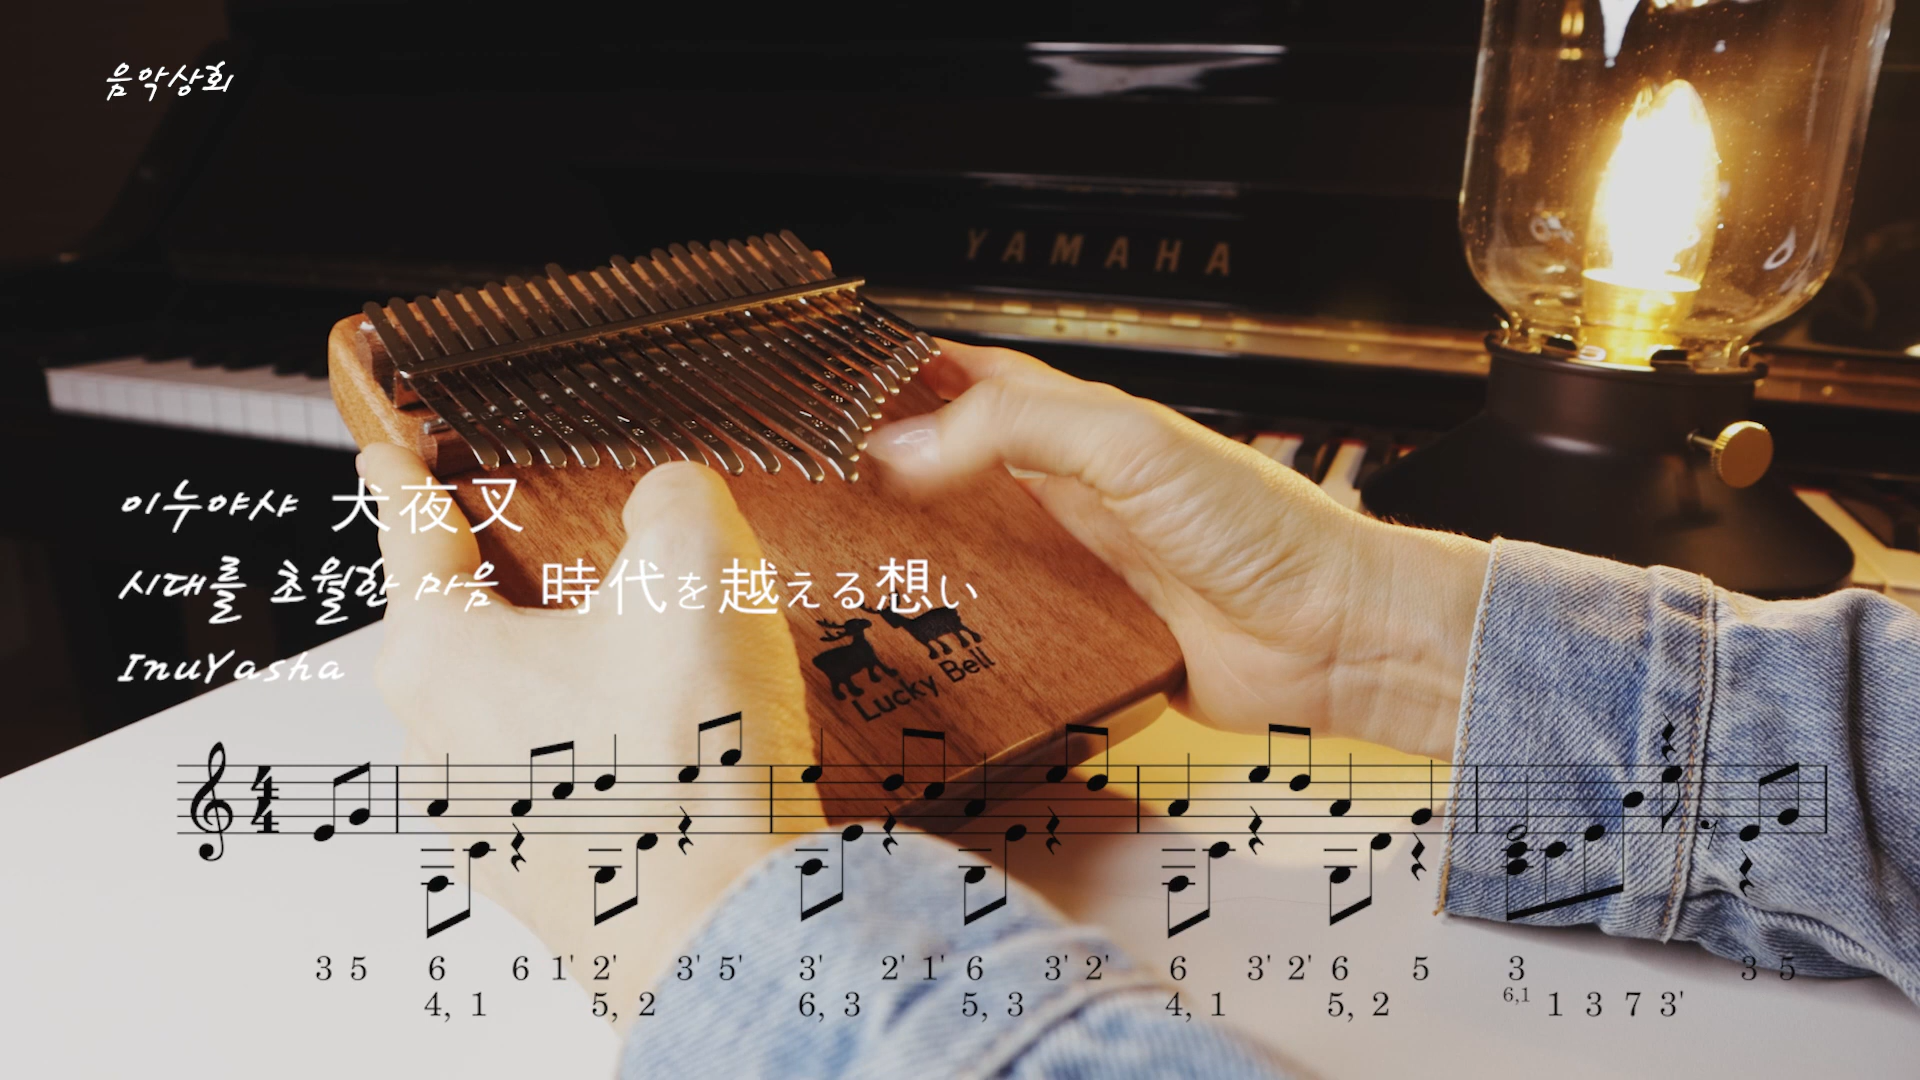 음악상회
YAMAHA
이누야샤 犬夜叉
시대를 초월한 마음 時代を越える想い
InuYasha
Lucky Bell
3 5 6 6 1' 2' 3' 5' 3' 2' 1' 6 3' 2' 6 3' 2' 6 5 3 3 5
4, 1 5, 2 6, 3 5, 3 4, 1 5, 2 6,1 1 3 7 3'